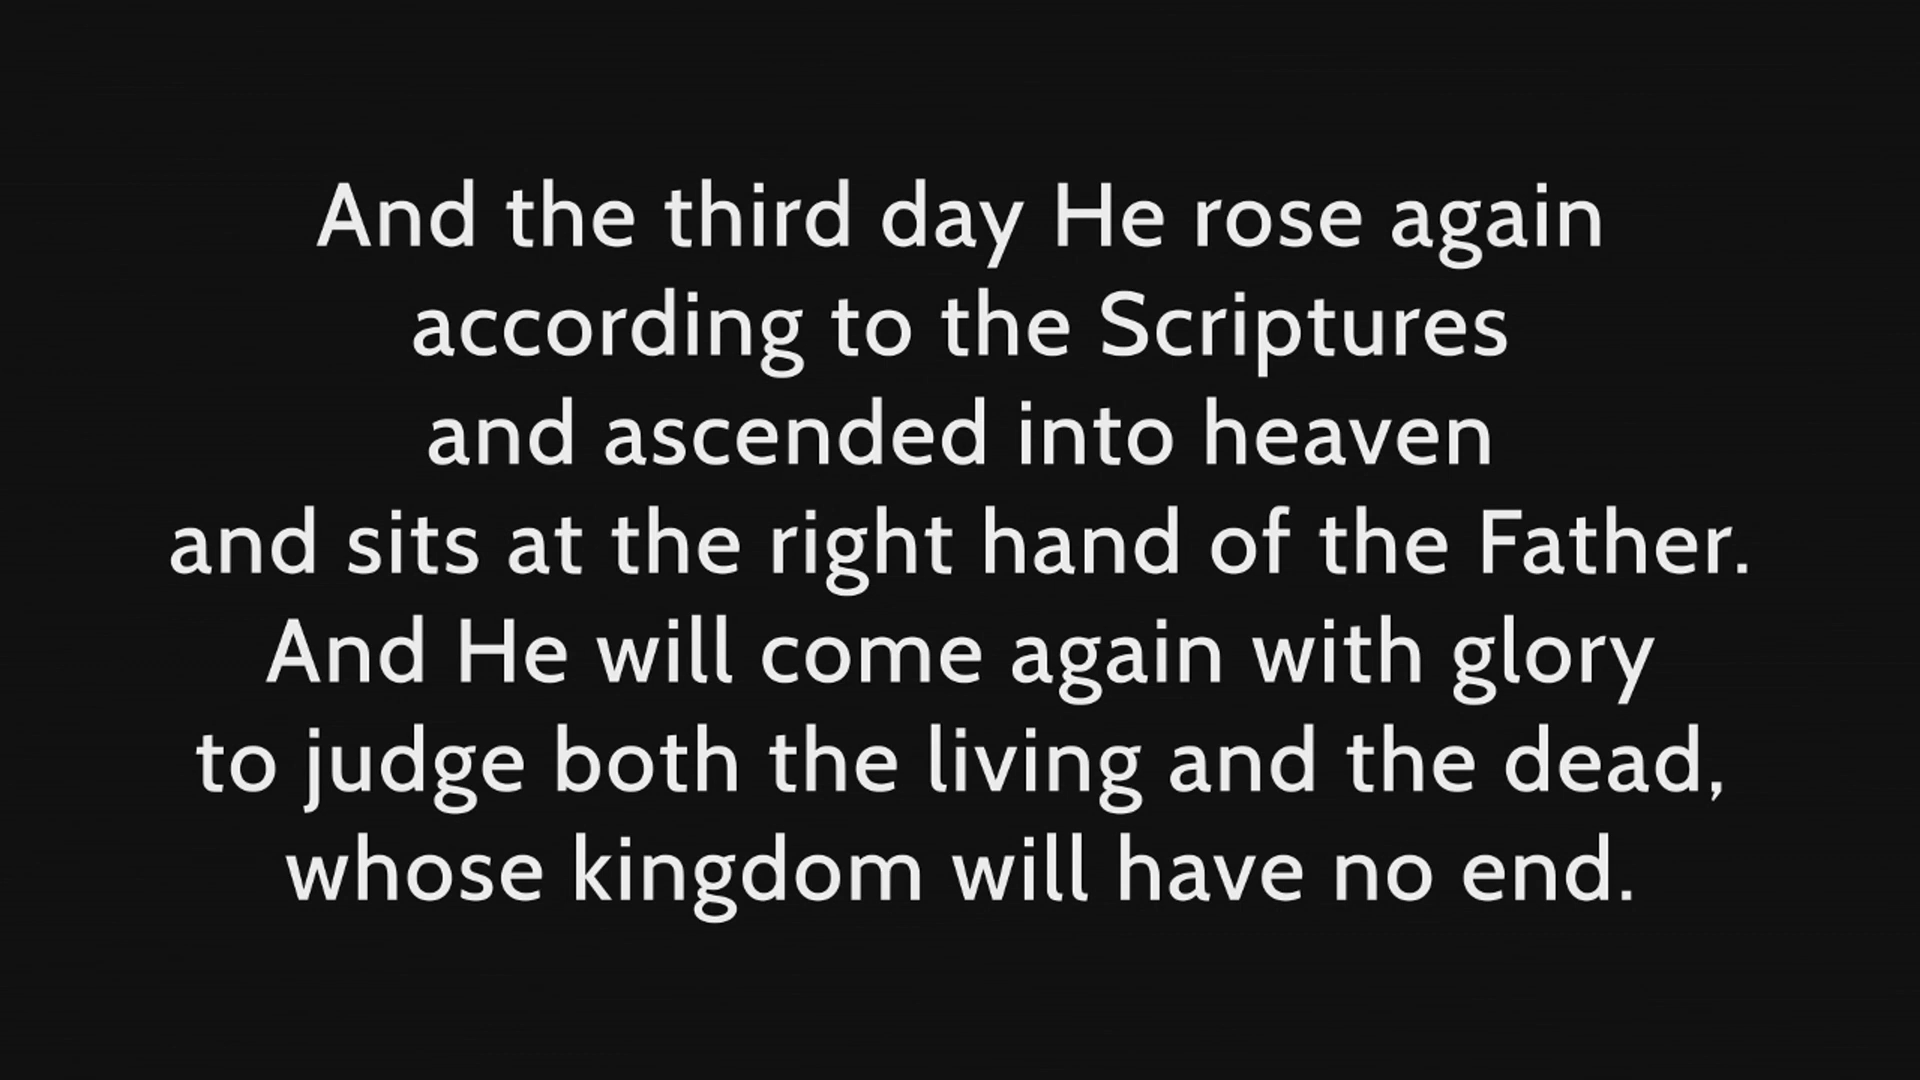 And the third day He rose again
according to the Scriptures
and ascended into heaven
and sits at the right hand of the Father.
And He will come again with glory
to judge both the living and the dead,
whose kingdom will have no end.